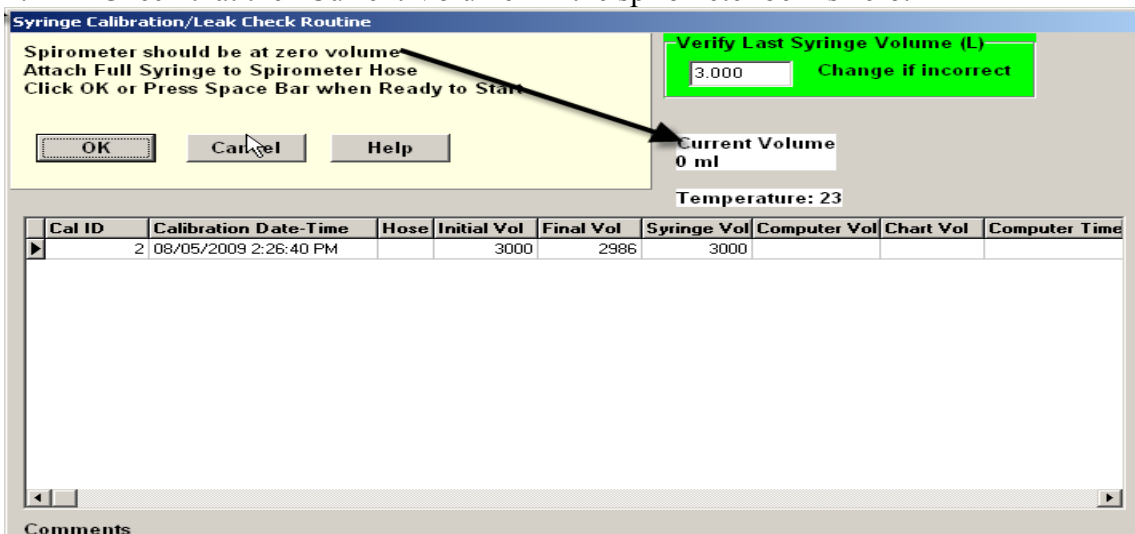 Syringe Calibration/Leak Check Routine
Spirometer should be at zero volume
Attach Full Syringe to Spirometer Hose
Click OK or Press Space Bar when Ready to Start
OK Cancel Help
Verify Last Syringe Volume (L)
3.000 Change if incorrect
Current Volume
0 ml
Temperature: 23
Cal ID Calibration Date-Time Hose Initial Vol Final Vol Syringe Vol Computer Vol Chart Vol Computer Time
2 08/05/2009 2:26:40 PM 3000 2986 3000
Comments